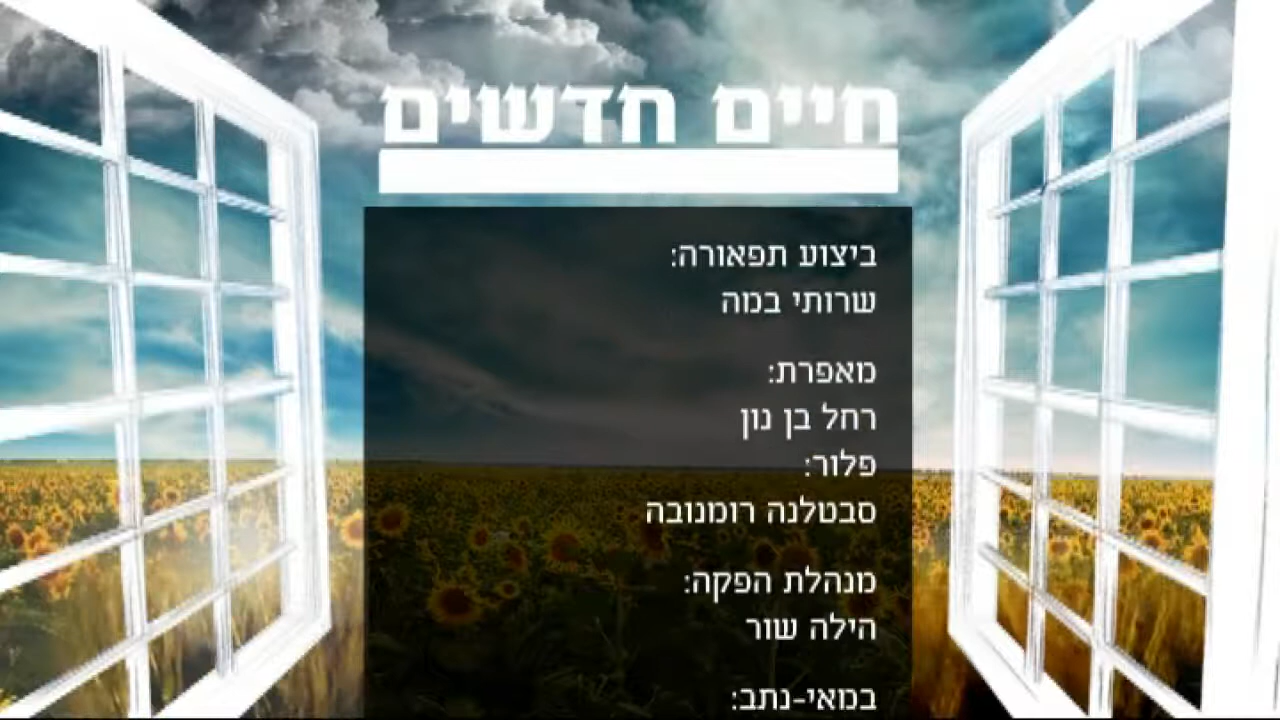 חיים חדשים
ביצוע תפאורה:
שרותי במה
מאפרת:
רחל בן נון
פלור:
סבטלנה רומנובה
מנהלת הפקה:
הילה שור
במאי-נתב: